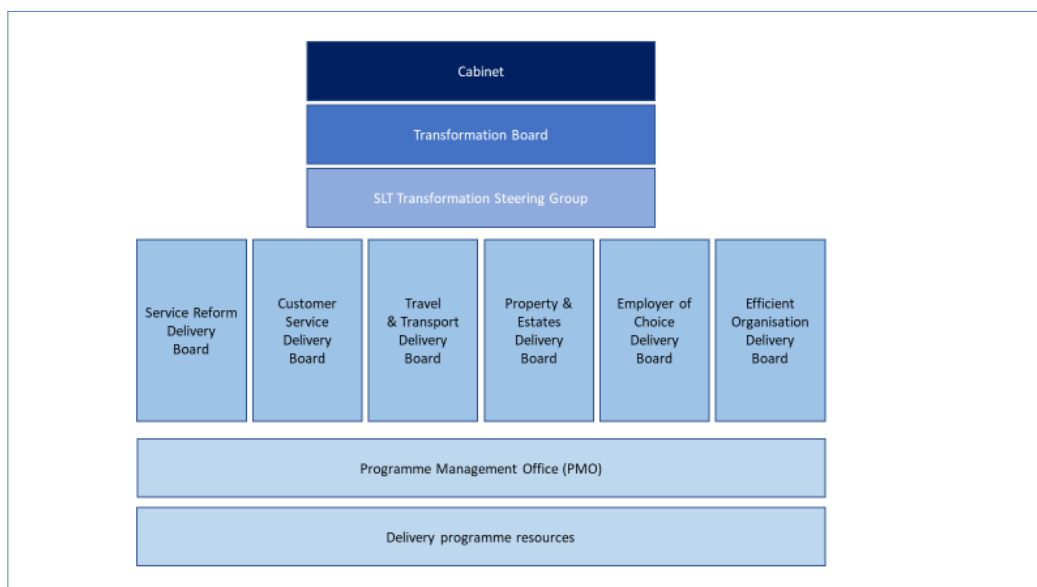 Cabinet
Transformation Board
SLT Transformation Steering Group
Service Reform
Delivery
Board
Customer
Service
Delivery
Board
Travel
& Transport
Delivery
Board
Property &
Estates
Delivery
Board
Employer of
Choice
Delivery
Board
Efficient
Organisation
Delivery
Board
Programme Management Office (PMO)
Delivery programme resources